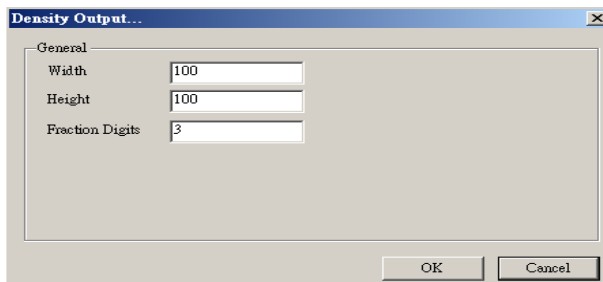 Density Output...
General
Width 100
Height 100
Fraction Digits 3
OK Cancel